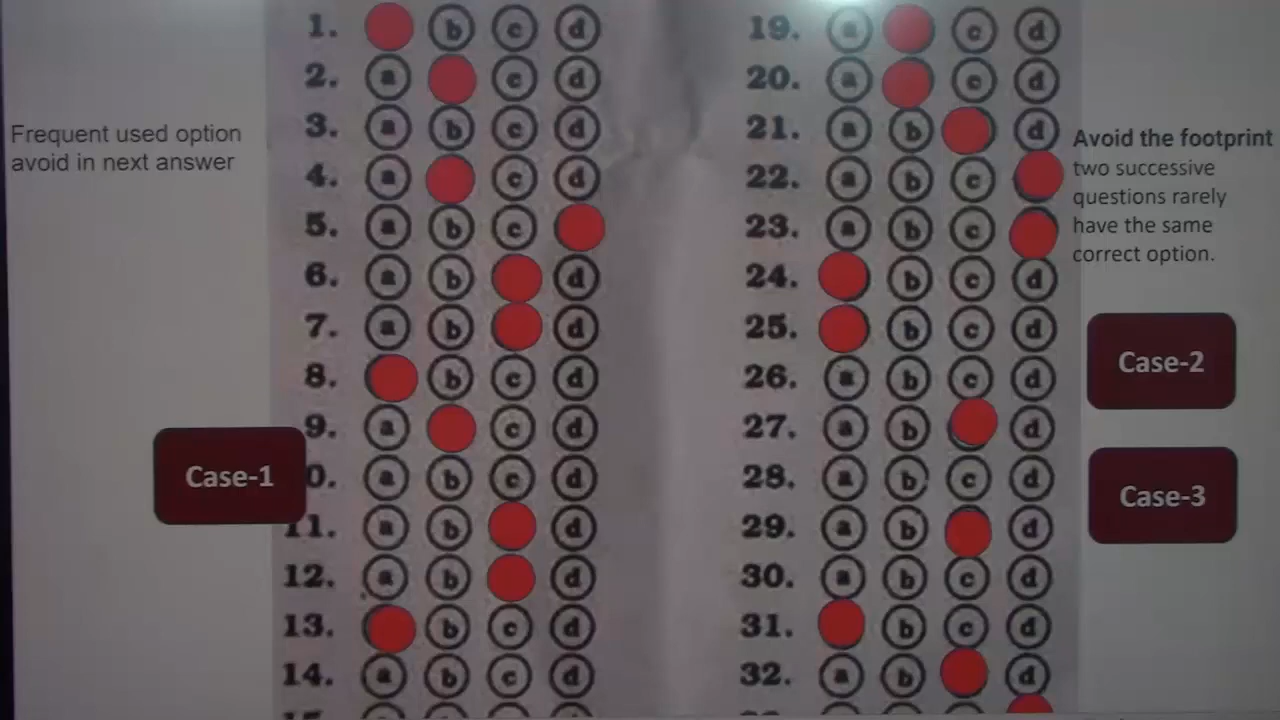 1. b c d
2. a c d
3. a b c d
4. a c d
5. a b c
6. a b d
7. a b d
8. b c d
9. a c d
0. a b c d
11. a b d
12. a b d
13. b c d
14. a b c d
Frequent used option
avoid in next answer
Case-1
19. a c d
20. a c d
21. a b d
22. a b c
23. a b c
24. b c d
25. b c d
26. a b c d
27. a b d
28. a b c d
29. a b d
30. a b c d
31. b c d
32. a b d
Avoid the footprint
two successive
questions rarely
have the same
correct option.
Case-2
Case-3